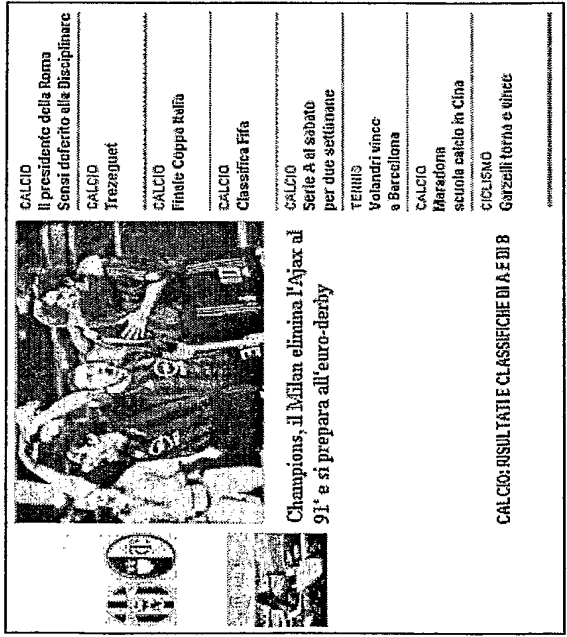 Champions, il Milan elimina l'Ajax al
91° e si prepara all'euro-derby
CALCIO: RISULTATI E CLASSIFICHE DI A E DI B
CALCIO
Il presidente della Roma
Sensi deferito alla Disciplinare
CALCIO
Trezeguet
CALCIO
Finale Coppa Italia
CALCIO
Classifica Fifa
CALCIO
Serie A al sabato
per due settimane
TENNIS
Volandri vince
a Barcellona
CALCIO
Maradona
scuola calcio in Cina
CICLISMO
Garzelli torna e vince